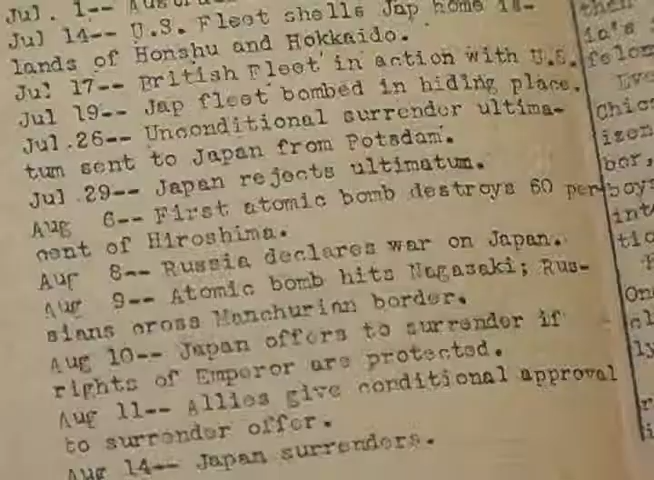 Jul. 1-- 
Jul 14-- U.S. Fleet shells Jap home is-
lands of Honshu and Hokkaido.
Jul 17-- British Fleet in action with U.S.
Jul 19-- Jap fleet bombed in hiding place.
Jul.26-- Unconditional surrender ultima-
tum sent to Japan from Potsdam.
Jul 29-- Japan rejects ultimatum.
Aug 6-- First atomic bomb destroys 60 per
cent of Hiroshima.
Aug 8-- Russia declares war on Japan.
Aug 9-- Atomic bomb hits Nagasaki; Rus-
sians cross Manchurian border.
Aug 10-- Japan offers to surrender if
rights of Emperor are protected.
Aug 11-- Allies give conditional approval
to surrender offer.
Aug 14-- Japan surrenders.